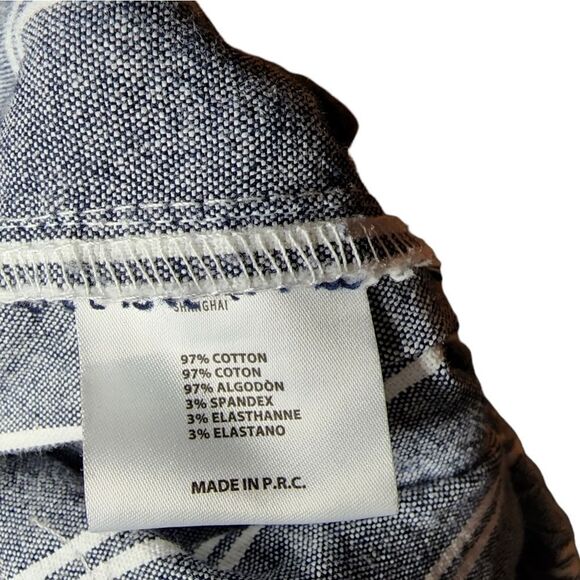 SHANGHAI
97% COTTON
97% COTON
97% ALGODÒN
3% SPANDEX
3% ELASTHANNE
3% ELASTANO
MADE IN P.R.C.